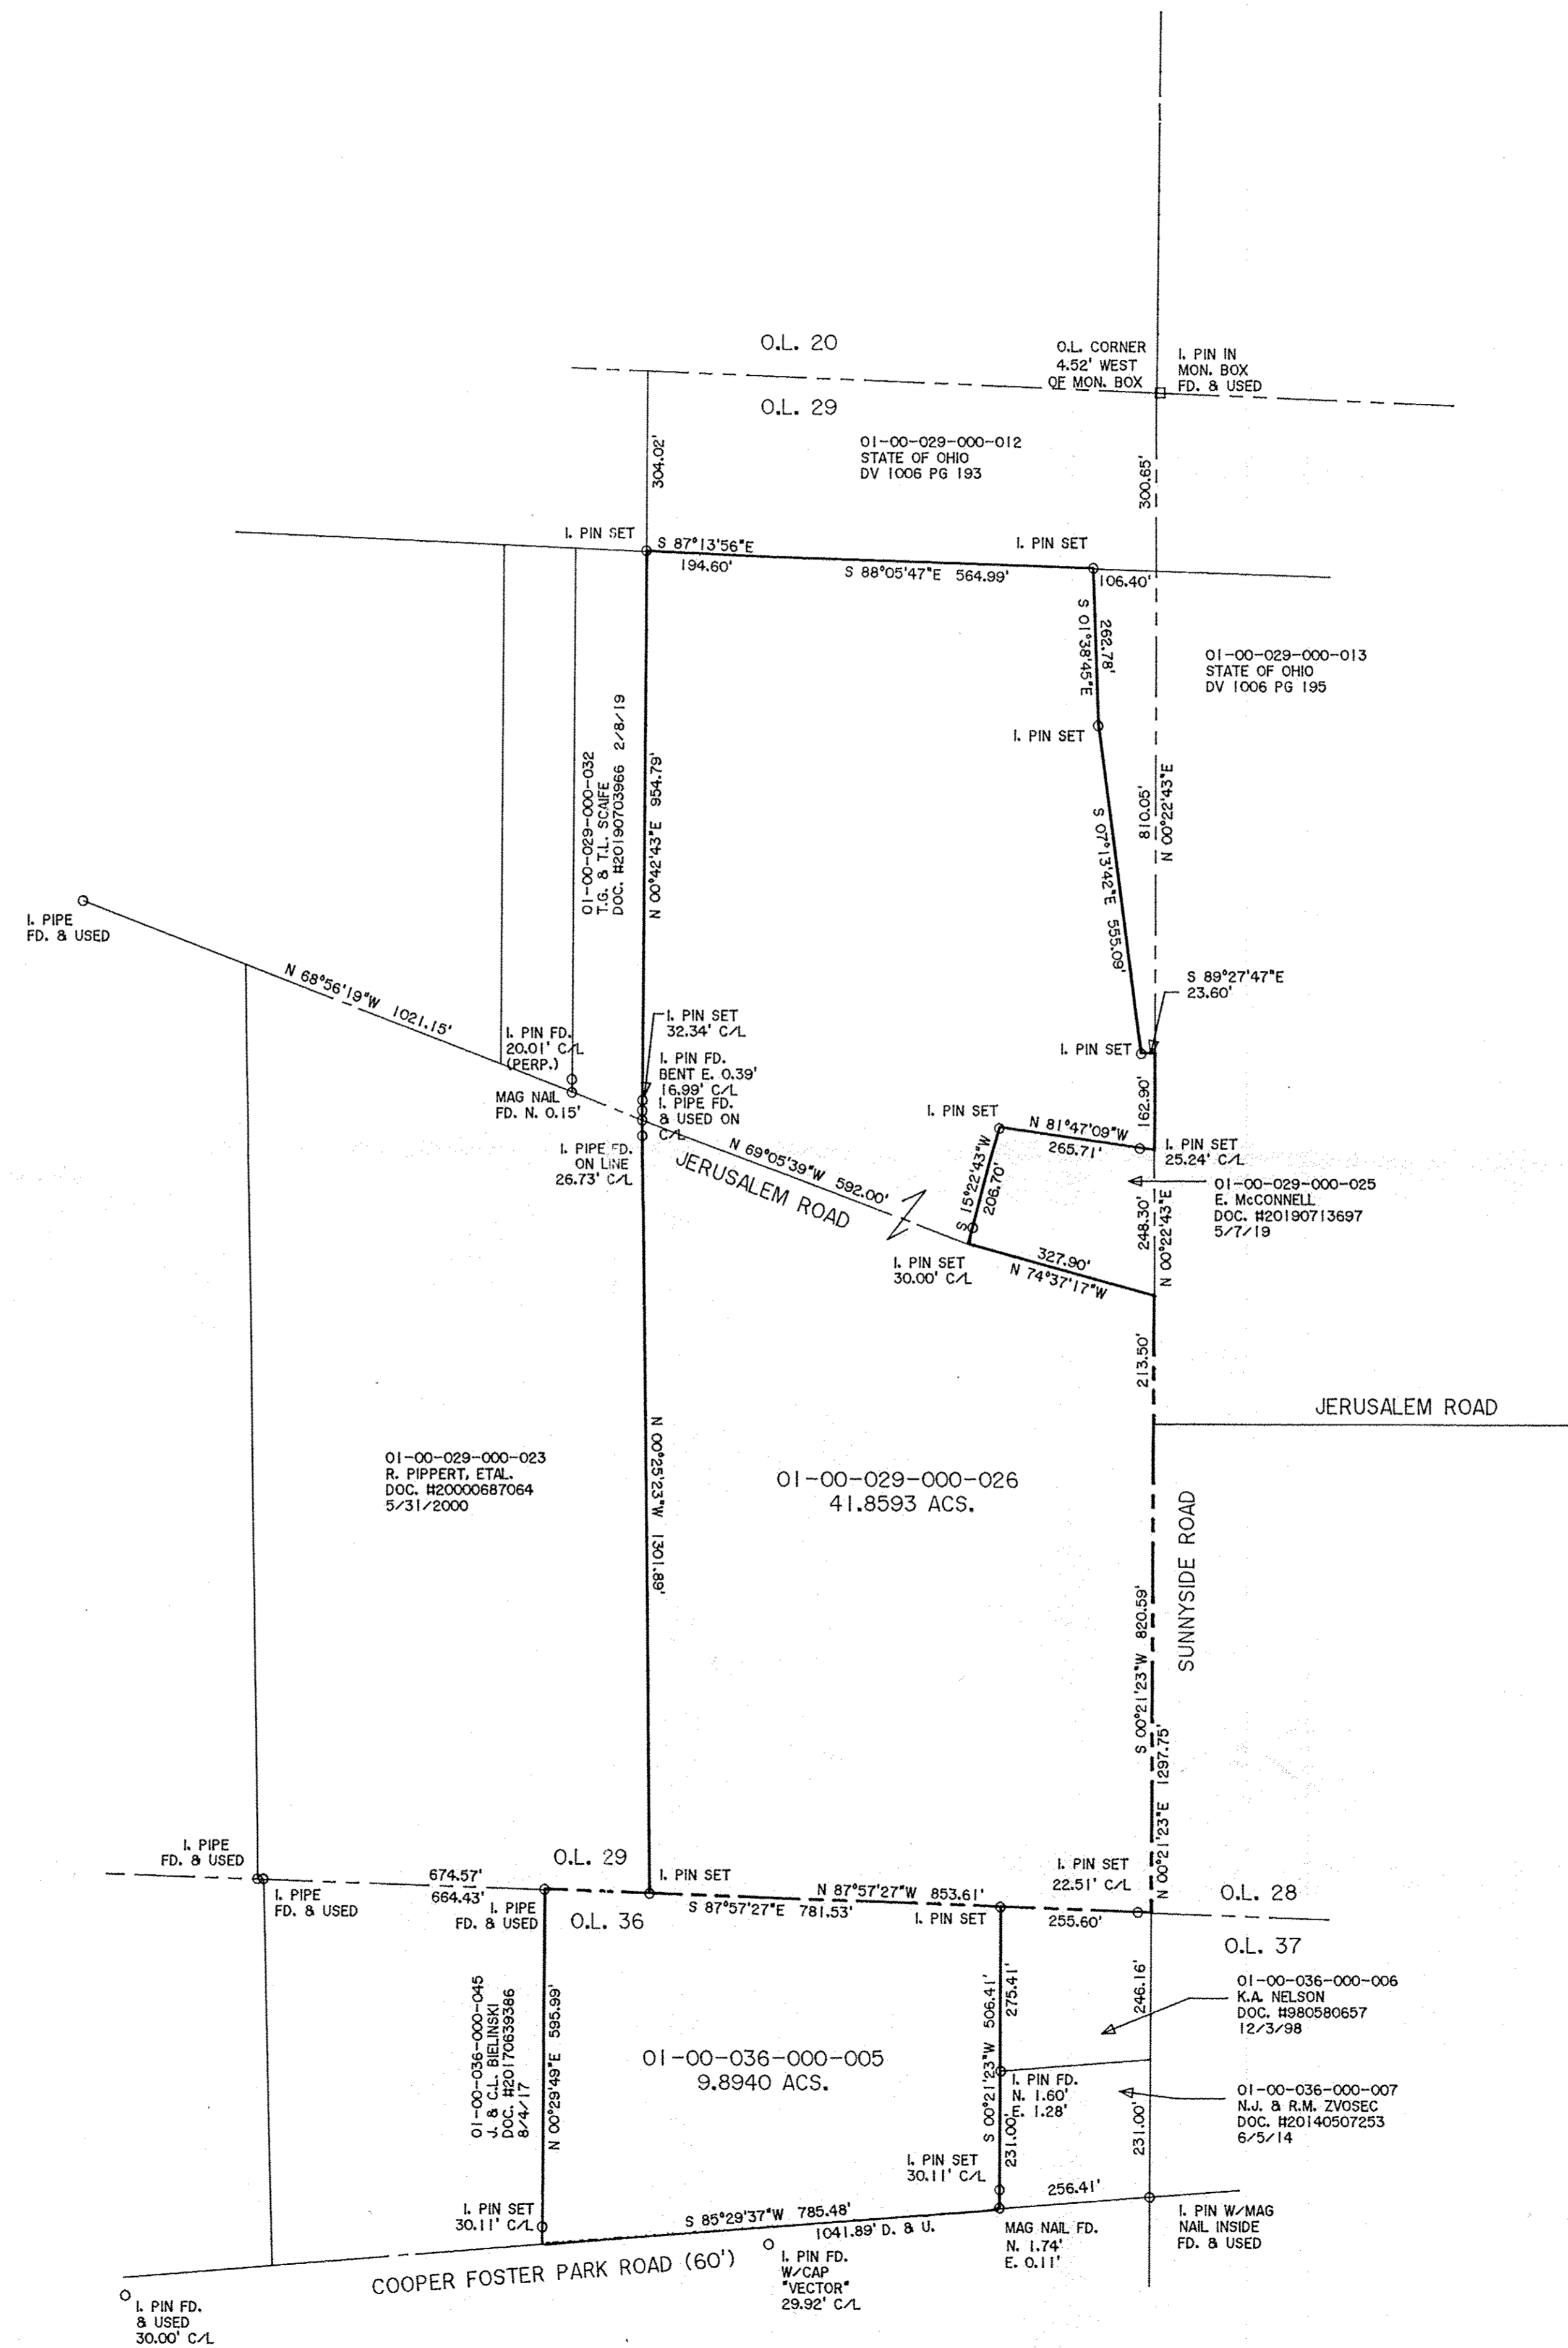 O.L. 20
O.L. CORNER
4.52' WEST
OF MON. BOX
I. PIN IN
MON. BOX
FD. & USED
O.L. 29
01-00-029-000-012
STATE OF OHIO
DV 1006 PG 193
304.02'
300.65'
I. PIN SET
S 87°13'56"E
194.60'
I. PIN SET
S 88°05'47"E 564.99'
106.40'
S 01°38'45"E
262.78'
01-00-029-000-013
STATE OF OHIO
DV 1006 PG 195
I. PIN SET
01-00-029-000-032
T.G. & T.L. SCAIFE
DOC. #20190703966 2/8/19
N 00°42'43"E 954.79'
S 07°13'42"E 555.09'
810.05'
N 00°22'43"E
I. PIPE
FD. & USED
N 68°56'19"W 1021.15'
S 89°27'47"E
23.60'
I. PIN SET
I. PIN FD.
20.01' C/L
(PERP.)
I. PIN SET
32.34' C/L
I. PIN FD.
BENT E. 0.39'
16.99' C/L
I. PIPE FD.
& USED ON
C/L
MAG NAIL
FD. N. 0.15'
I. PIPE FD.
ON LINE
26.73' C/L
162.90'
I. PIN SET
N 81°47'09"W
265.71'
I. PIN SET
25.24' C/L
N 69°05'39"W 592.00'
JERUSALEM ROAD
S 15°22'43"W
206.70'
01-00-029-000-025
E. McCONNELL
DOC. #20190713697
5/7/19
248.30'
N 00°22'43"E
I. PIN SET
30.00' C/L
327.90'
N 74°37'17"W
213.50'
JERUSALEM ROAD
01-00-029-000-023
R. PIPPERT, ETAL.
DOC. #20000687064
5/31/2000
N 00°25'23"W 1301.89'
01-00-029-000-026
41.8593 ACS.
SUNNYSIDE ROAD
S 00°21'23"W 820.59'
N 00°21'23"E 1297.75'
I. PIPE
FD. & USED
674.57'
664.43'
O.L. 29
I. PIN SET
I. PIPE
FD. & USED
I. PIPE
FD. & USED
O.L. 36
N 87°57'27"W 853.61'
S 87°57'27"E 781.53'
I. PIN SET
I. PIN SET
22.51' C/L
255.60'
O.L. 28
O.L. 37
01-00-036-000-045
J. & C.L. BIELINSKI
DOC. #20170639386
8/4/17
N 00°29'49"E 595.99'
01-00-036-000-005
9.8940 ACS.
S 00°21'23"W 506.41'
275.41'
246.16'
01-00-036-000-006
K.A. NELSON
DOC. #980580657
12/3/98
I. PIN FD.
N. 1.60'
E. 1.28'
231.00'
231.00'
01-00-036-000-007
N.J. & R.M. ZVOSEC
DOC. #20140507253
6/5/14
I. PIN SET
30.11' C/L
256.41'
I. PIN SET
30.11' C/L
S 85°29'37"W 785.48'
1041.89' D. & U.
MAG NAIL FD.
N. 1.74'
E. 0.11'
I. PIN W/MAG
NAIL INSIDE
FD. & USED
COOPER FOSTER PARK ROAD (60')
I. PIN FD.
W/CAP
"VECTOR"
29.92' C/L
I. PIN FD.
& USED
30.00' C/L